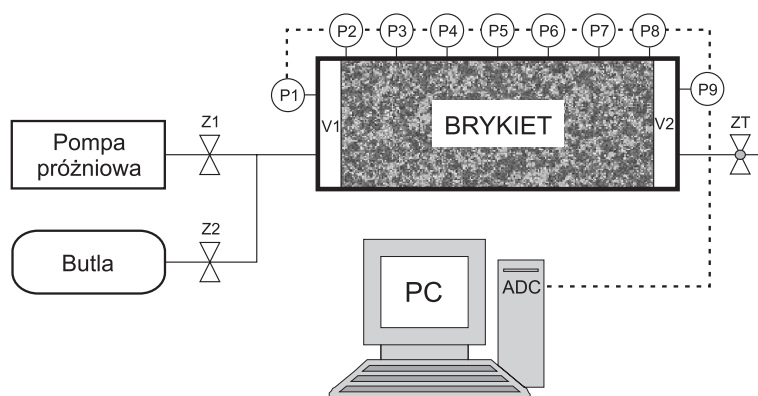 P2 P3 P4 P5 P6 P7 P8
P1
P9
Z1
V1
BRYKIET
V2
ZT
Pompa
próżniowa
Z2
Butla
PC
ADC